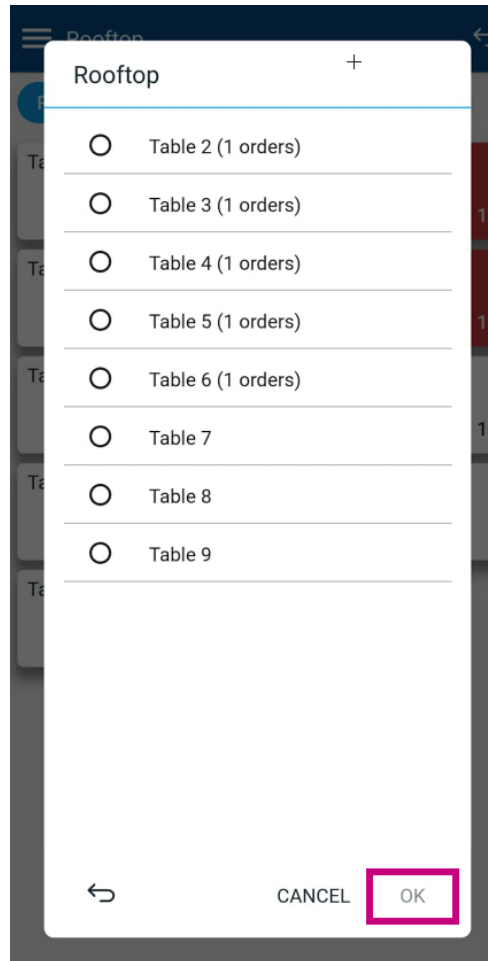 Rooftop
Rooftop
Table 2 (1 orders)
Table 3 (1 orders)
Table 4 (1 orders)
Table 5 (1 orders)
Table 6 (1 orders)
Table 7
Table 8
Table 9
CANCEL
OK